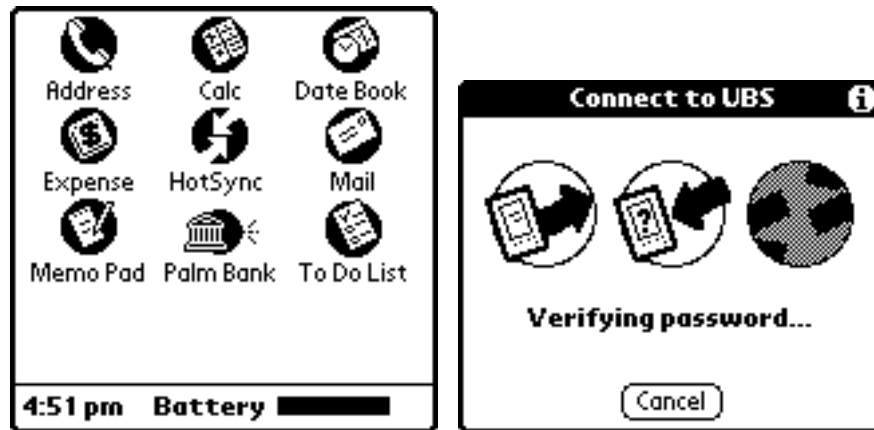 Address Calc Date Book
Expense HotSync Mail
Memo Pad Palm Bank To Do List
4:51 pm Battery
Connect to UBS i
?
Verifying password...
Cancel